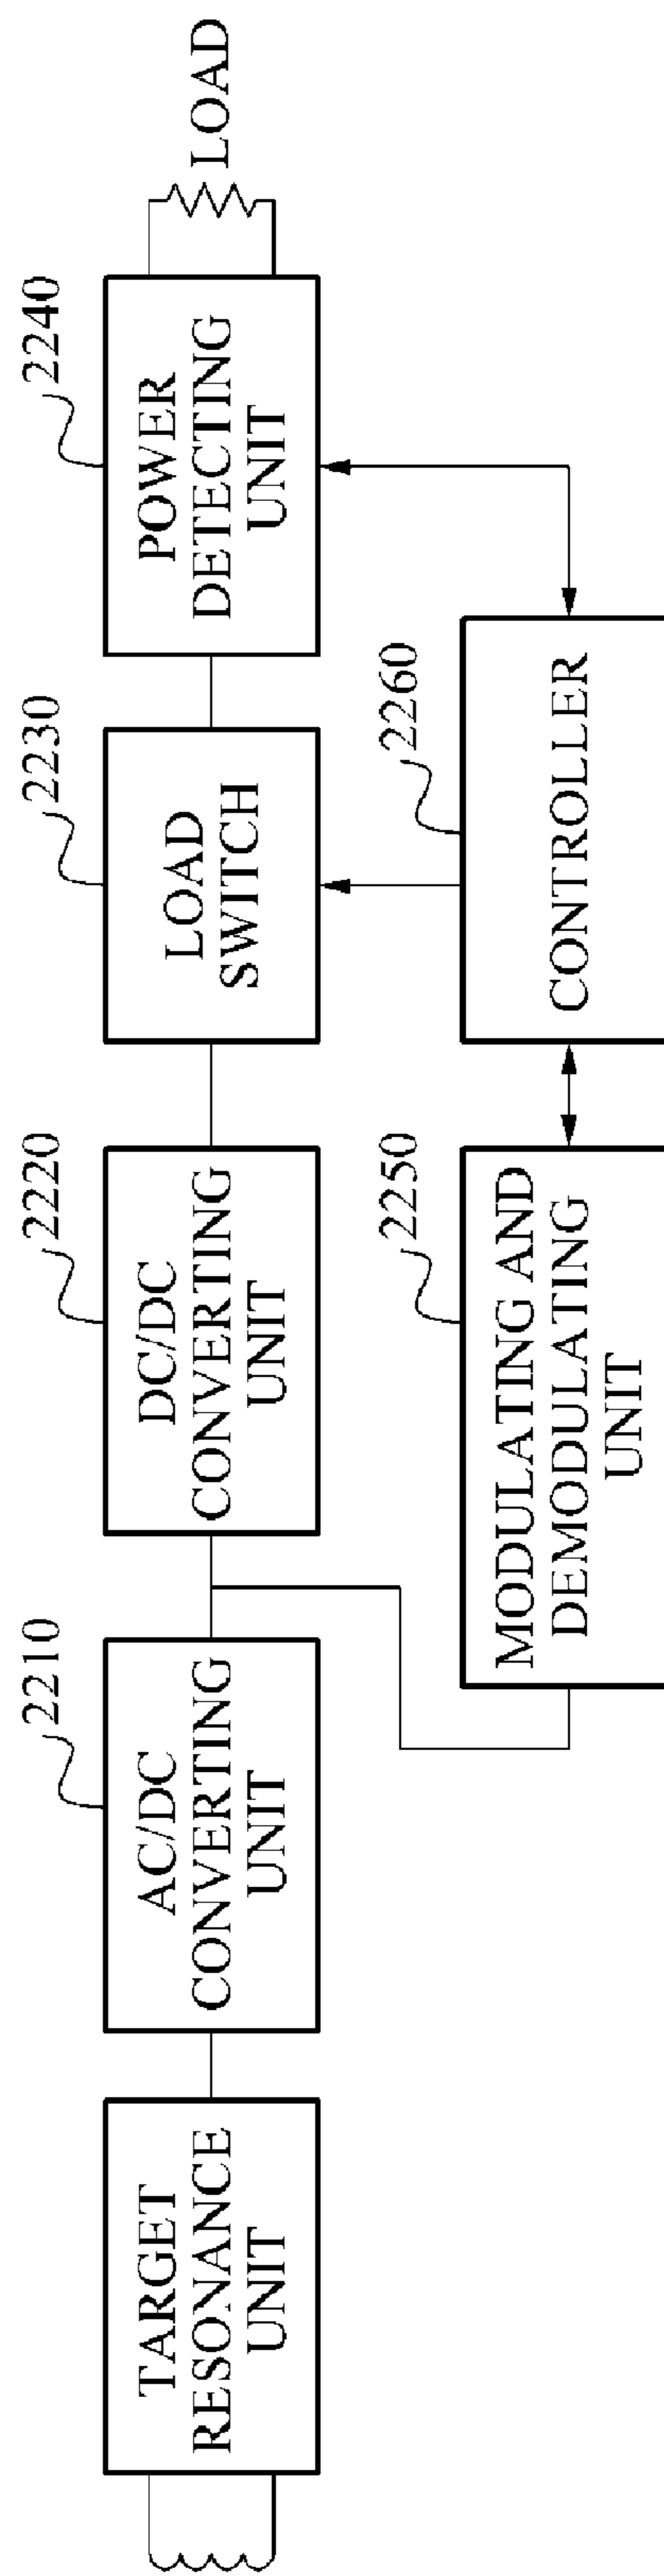 TARGET
RESONANCE
UNIT
2210
AC/DC
CONVERTING
UNIT
2220
DC/DC
CONVERTING
UNIT
2230
LOAD
SWITCH
2240
POWER
DETECTING
UNIT
LOAD
2250
MODULATING AND
DEMODULATING
UNIT
2260
CONTROLLER